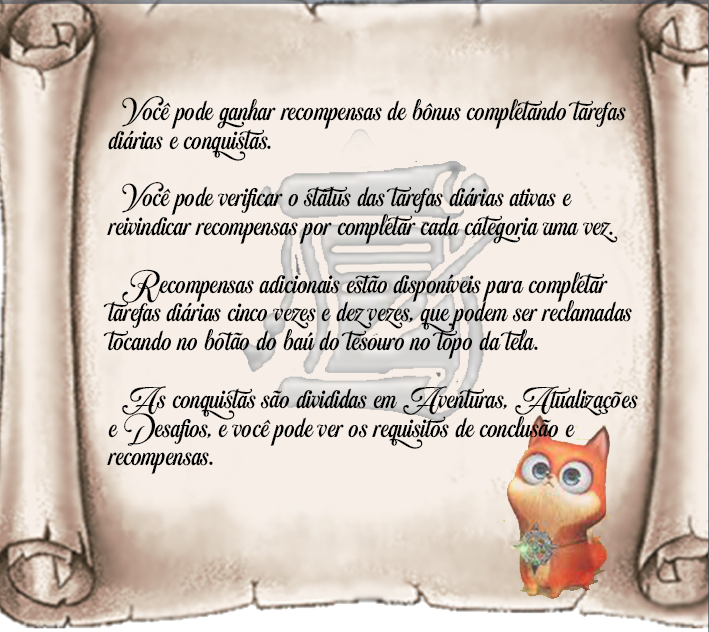 Você pode ganhar recompensas de bônus completando tarefas
diárias e conquistas.
Você pode verificar o status das tarefas diárias ativas e
reivindicar recompensas por completar cada categoria uma vez.
Recompensas adicionais estão disponíveis para completar
tarefas diárias cinco vezes e dez vezes, que podem ser reclamadas
tocando no botão do baú do tesouro no topo da tela.
As conquistas são divididas em Aventuras, Atualizações
e Desafios, e você pode ver os requisitos de conclusão e
recompensas.